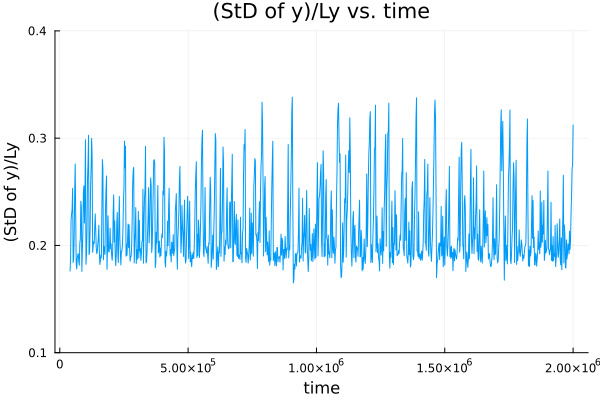 (StD of y)/Ly vs. time
(StD of y)/Ly
0.4
0.3
0.2
0.1
0 5.00×10⁵ 1.00×10⁶ 1.50×10⁶ 2.00×10⁶
time